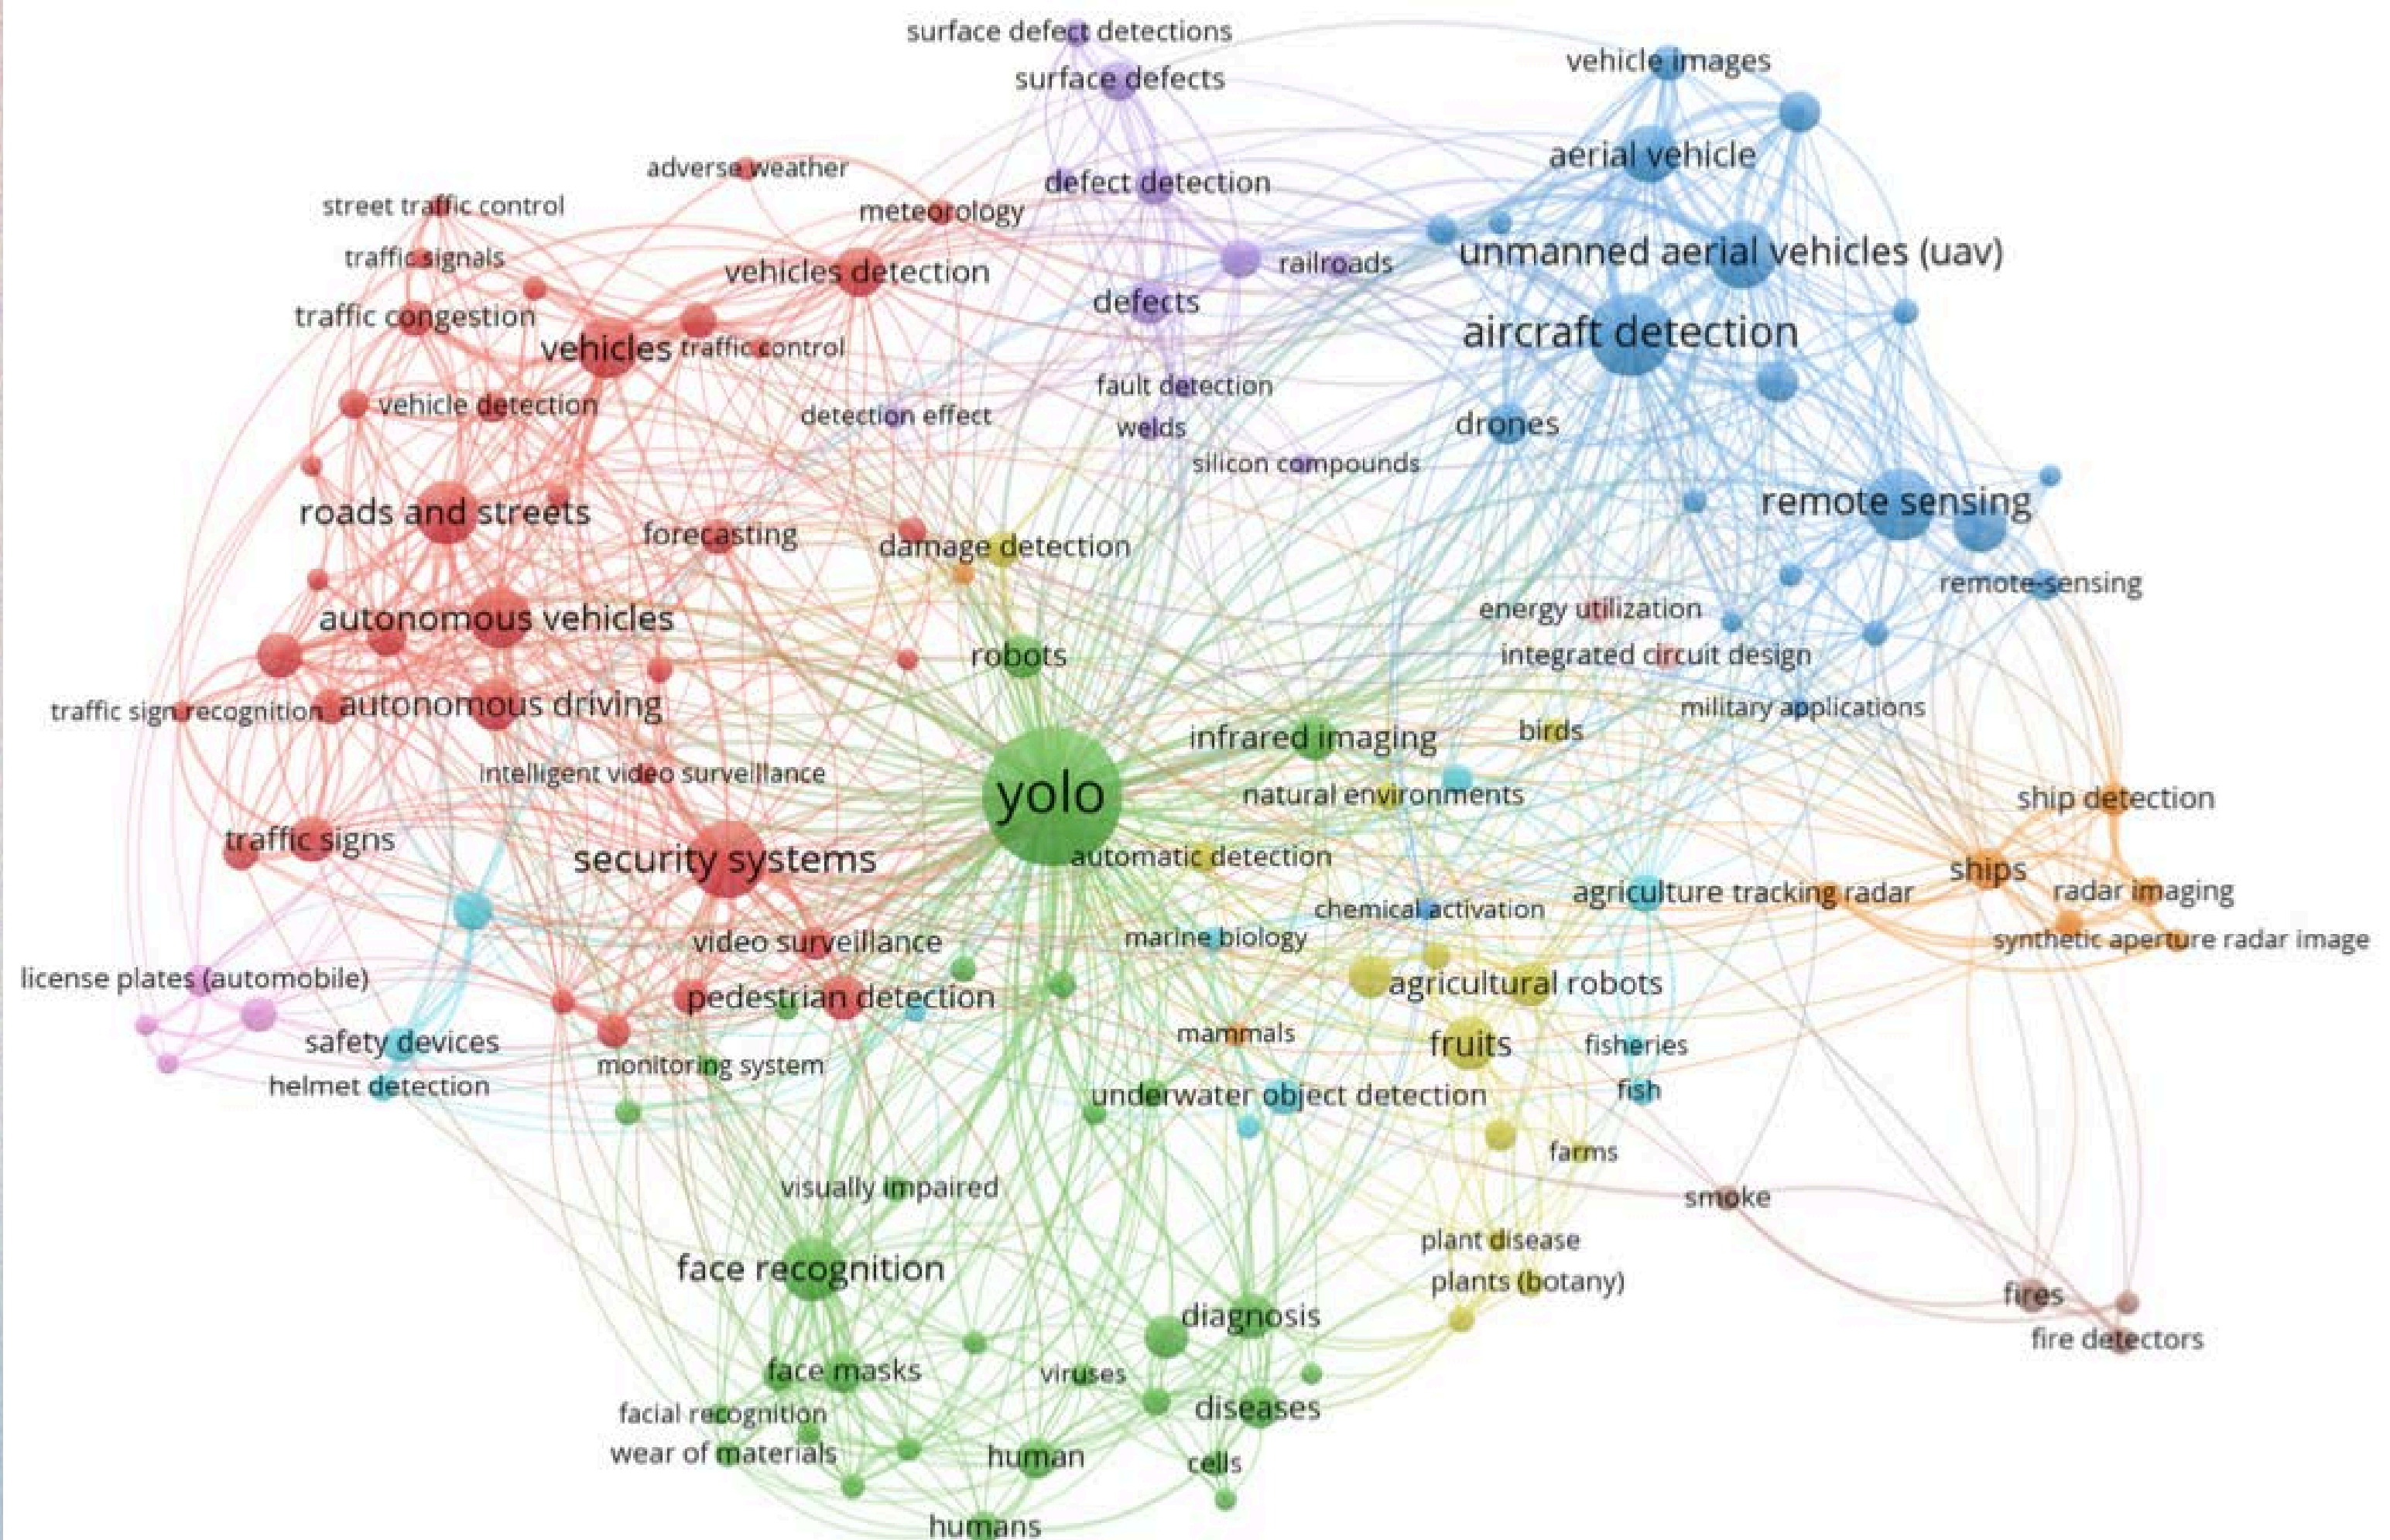 surface defect detections
surface defects
vehicle images
aerial vehicle
adverse weather
defect detection
street traffic control
meteorology
traffic signals
vehicles detection
railroads
unmanned aerial vehicles (uav)
defects
traffic congestion
vehicles
traffic control
aircraft detection
fault detection
vehicle detection
detection effect
welds
drones
silicon compounds
roads and streets
remote sensing
forecasting
damage detection
remote-sensing
energy utilization
autonomous vehicles
robots
integrated circuit design
traffic sign recognition
autonomous driving
military applications
infrared imaging
birds
intelligent video surveillance
yolo
natural environments
ship detection
traffic signs
security systems
automatic detection
ships
agriculture
tracking radar
radar imaging
chemical activation
video surveillance
marine biology
synthetic aperture radar image
license plates (automobile)
pedestrian detection
agricultural robots
safety devices
mammals
fruits
fisheries
monitoring system
helmet detection
underwater object detection
fish
farms
visually impaired
smoke
plant disease
face recognition
plants (botany)
fires
diagnosis
fire detectors
face masks
viruses
facial recognition
diseases
wear of materials
human
cells
humans